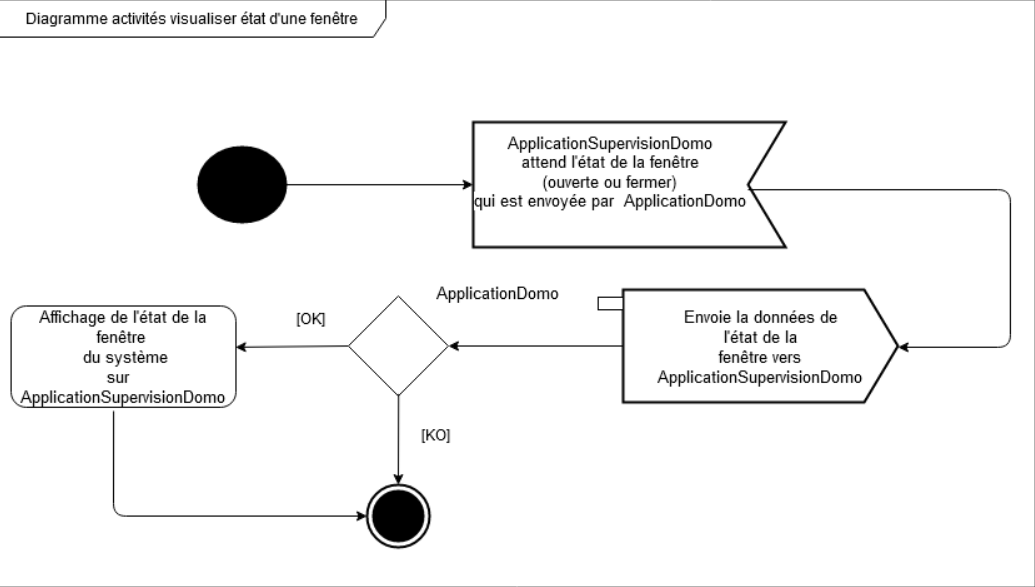 Diagramme activités visualiser état d'une fenêtre
ApplicationSupervisionDomo
attend l'état de la fenêtre
(ouverte ou fermer)
qui est envoyée par ApplicationDomo
ApplicationDomo
Envoie la données de
l'état de la
fenêtre vers
ApplicationSupervisionDomo
[OK]
Affichage de l'état de la
fenêtre
du système
sur
ApplicationSupervisionDomo
[KO]